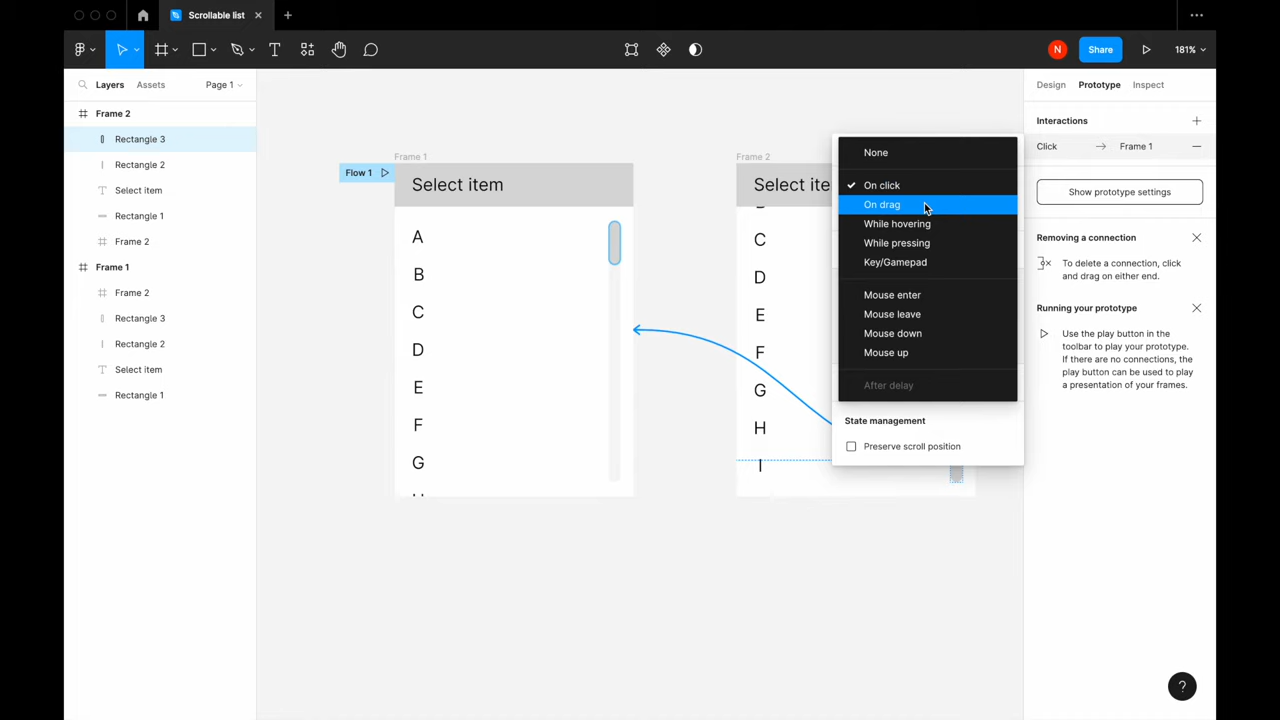 Scrollable list
N
Share
181%
Layers
Assets
Page 1
Design
Prototype
Inspect
Frame 2
Rectangle 3
Rectangle 2
Select item
Rectangle 1
Frame 2
Frame 1
Frame 2
Rectangle 3
Rectangle 2
Select item
Rectangle 1
Flow 1
Frame 1
Select item
A
B
C
D
E
F
G
Frame 2
Select ite
C
D
E
F
G
H
I
None
On click
On drag
While hovering
While pressing
Key/Gamepad
Mouse enter
Mouse leave
Mouse down
Mouse up
After delay
State management
Preserve scroll position
Interactions
Click
Frame 1
Show prototype settings
Removing a connection
To delete a connection, click
and drag on either end.
Running your prototype
Use the play button in the
toolbar to play your prototype.
If there are no connections, the
play button can be used to play
a presentation of your frames.
?